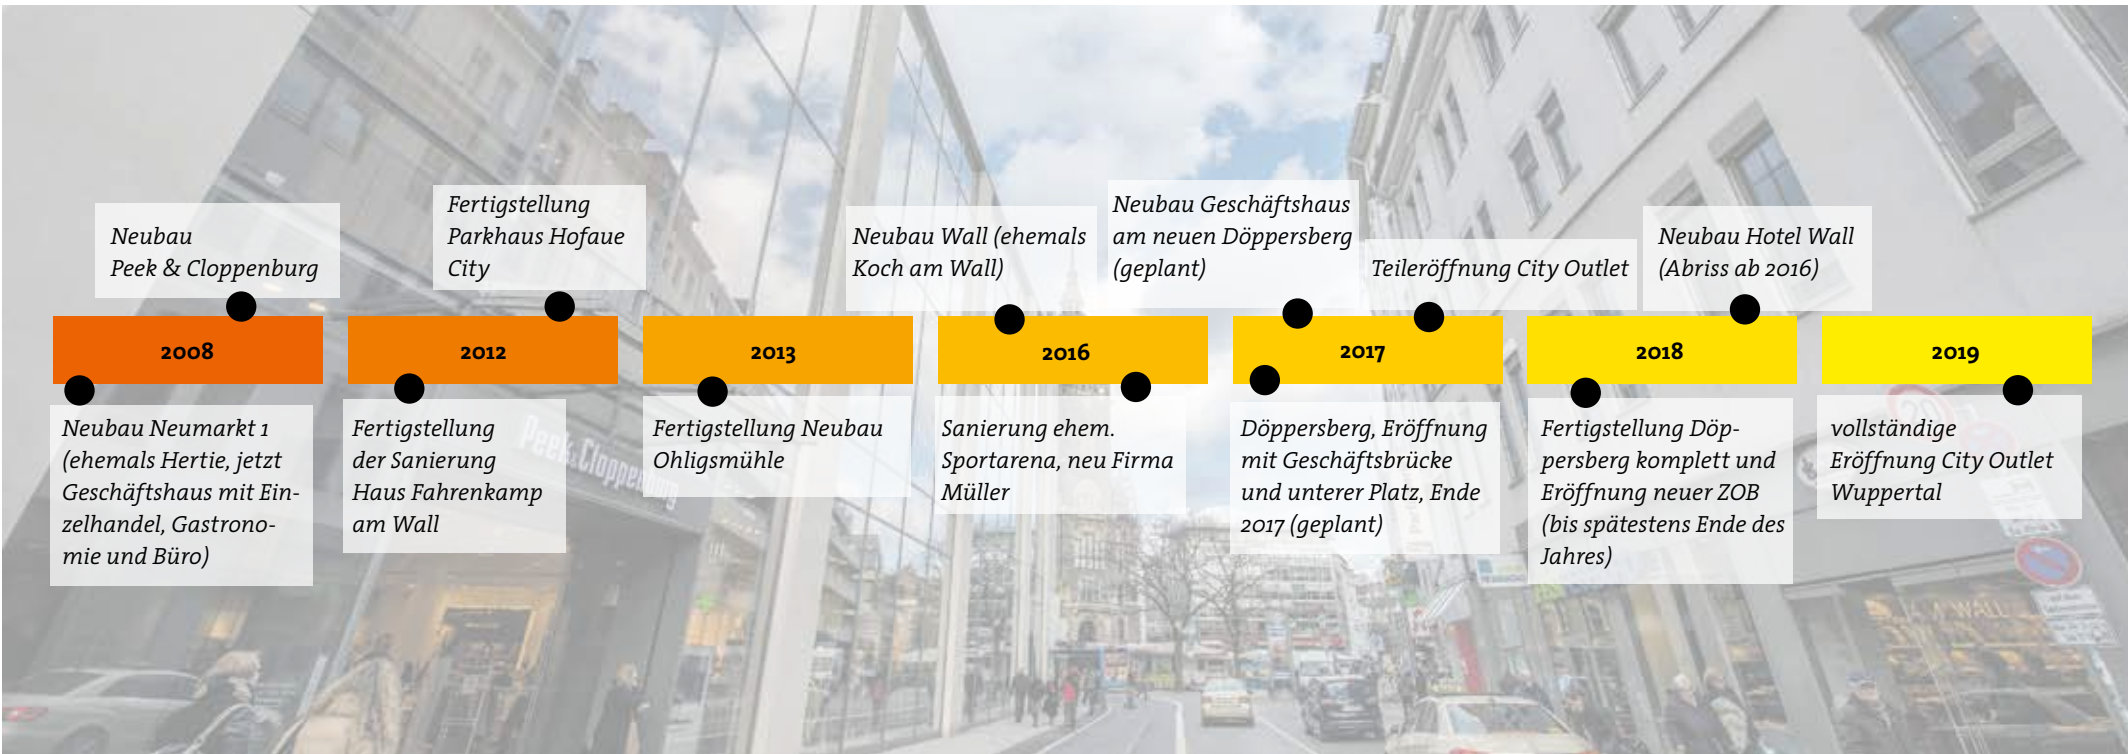 Neubau
Peek & Cloppenburg
Fertigstellung
Parkhaus Hofaue
City
Neubau Wall (ehemals
Koch am Wall)
Neubau Geschäftshaus
am neuen Döppersberg
(geplant)
Teileröffnung City Outlet
Neubau Hotel Wall
(Abriss ab 2016)
2008
2012
2013
2016
2017
2018
2019
Neubau Neumarkt 1
(ehemals Hertie, jetzt
Geschäftshaus mit Ein-
zelhandel, Gastrono-
mie und Büro)
Fertigstellung
der Sanierung
Haus Fahrenkamp
am Wall
Fertigstellung Neubau
Ohligsmühle
Sanierung ehem.
Sportarena, neu Firma
Müller
Döppersberg, Eröffnung
mit Geschäftsbrücke
und unterer Platz, Ende
2017 (geplant)
Fertigstellung Döp-
persberg komplett und
Eröffnung neuer ZOB
(bis spätestens Ende des
Jahres)
vollständige
Eröffnung City Outlet
Wuppertal
Peek & Cloppenburg